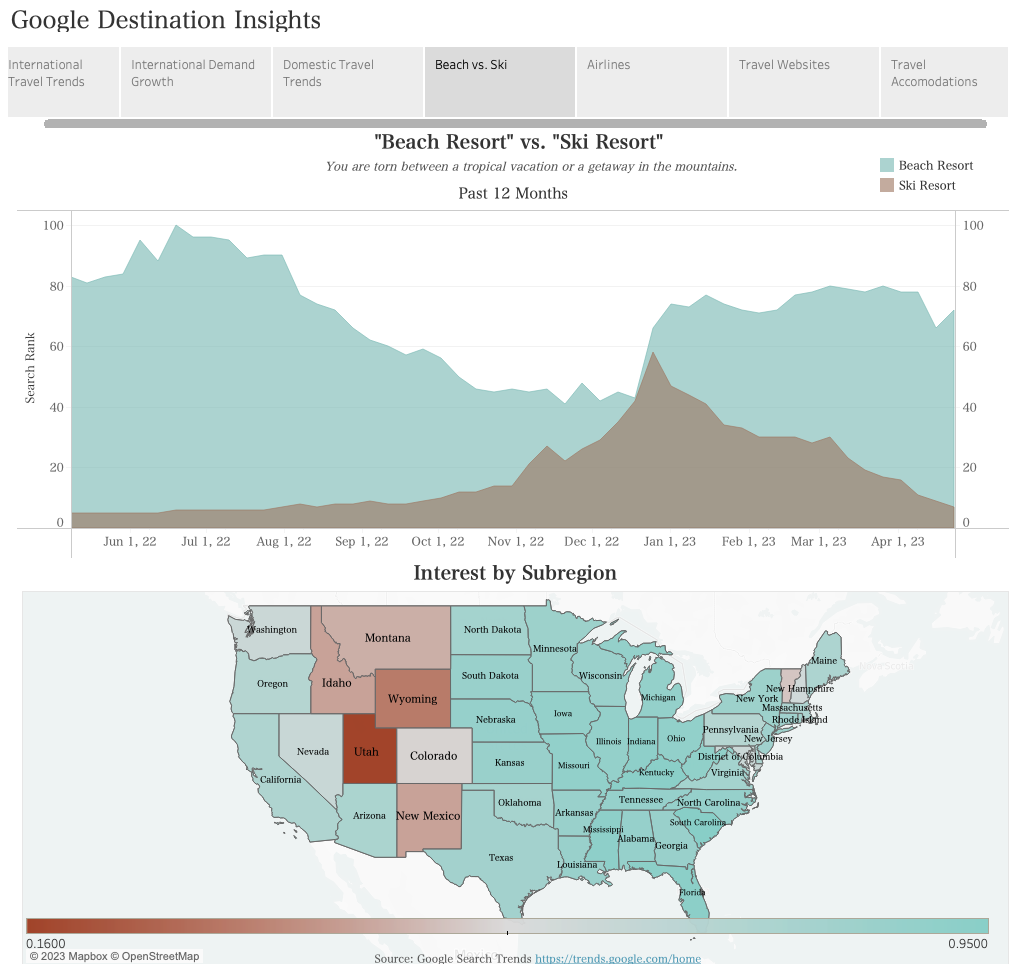 Google Destination Insights
International Travel Trends
International Demand Growth
Domestic Travel Trends
Beach vs. Ski
Airlines
Travel Websites
Travel Accomodations
"Beach Resort" vs. "Ski Resort"
You are torn between a tropical vacation or a getaway in the mountains.
Beach Resort
Ski Resort
Past 12 Months
100
80
60
40
20
0
Search Rank
100
80
60
40
20
0
Jun 1, 22 Jul 1, 22 Aug 1, 22 Sep 1, 22 Oct 1, 22 Nov 1, 22 Dec 1, 22 Jan 1, 23 Feb 1, 23 Mar 1, 23 Apr 1, 23
Interest by Subregion
Washington
Montana
North Dakota
Minnesota
Maine
Oregon
Idaho
Wyoming
South Dakota
Wisconsin
Michigan
New York
New Hampshire
Massachusetts
Rhode Island
Nebraska
Iowa
Pennsylvania
New Jersey
Nevada
Utah
Colorado
Kansas
Missouri
Illinois
Indiana
Ohio
District of Columbia
Kentucky
Virginia
California
Arizona
New Mexico
Oklahoma
Arkansas
Tennessee
North Carolina
South Carolina
Mississippi
Alabama
Georgia
Texas
Louisiana
Florida
0.1600
0.9500
© 2023 Mapbox © OpenStreetMap
Source: Google Search Trends https://trends.google.com/home